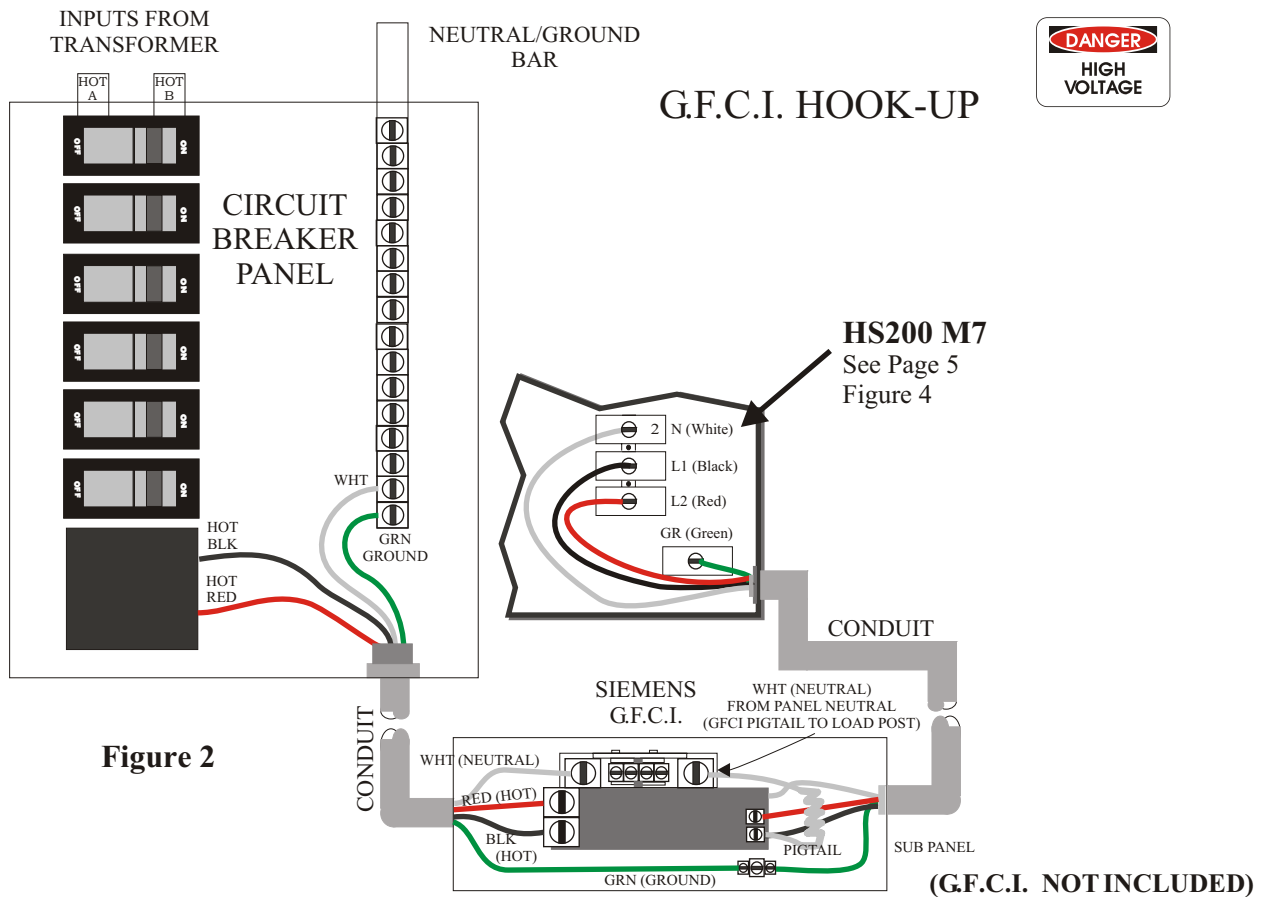 INPUTS FROM
TRANSFORMER
HOT
A
HOT
B
NEUTRAL/GROUND
BAR
DANGER
HIGH
VOLTAGE
G.F.C.I. HOOK-UP
OFF
ON
OFF
ON
OFF
ON
OFF
ON
OFF
ON
OFF
ON
CIRCUIT
BREAKER
PANEL
WHT
GRN
GROUND
HOT
BLK
HOT
RED
HS200 M7
See Page 5
Figure 4
2 N (White)
L1 (Black)
L2 (Red)
GR (Green)
CONDUIT
CONDUIT
Figure 2
SIEMENS
G.F.C.I.
WHT (NEUTRAL)
FROM PANEL NEUTRAL
(GFCI PIGTAIL TO LOAD POST)
WHT (NEUTRAL)
RED (HOT)
BLK
(HOT)
GRN (GROUND)
PIGTAIL
SUB PANEL
(G.F.C.I. NOT INCLUDED)